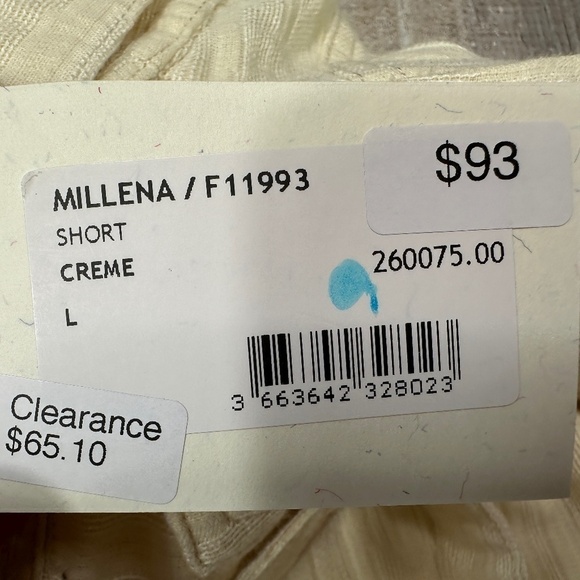 MILLENA / F11993
$93
SHORT
CREME
260075.00
L
3 663642 328023
Clearance
$65.10